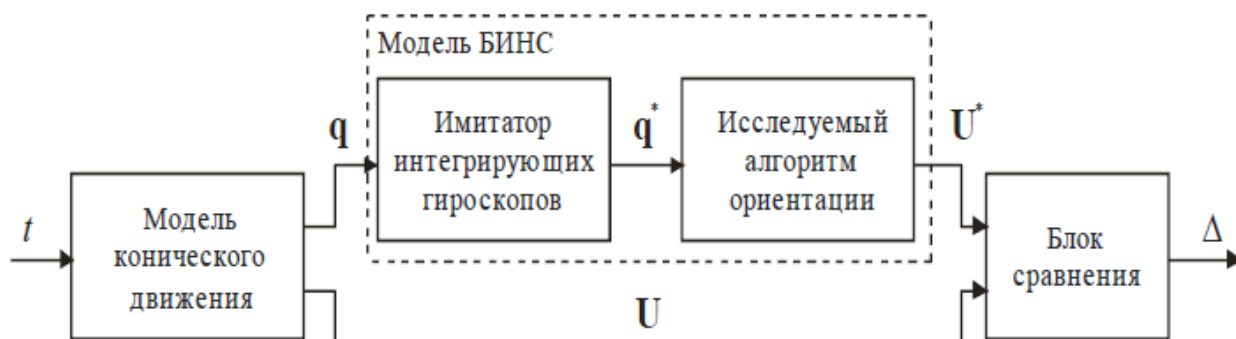 Модель БИНС
q
Имитатор
интегрирующих
гироскопов
q*
Исследуемый
алгоритм
ориентации
U*
t
Модель
конического
движения
U
Блок
сравнения
Δ